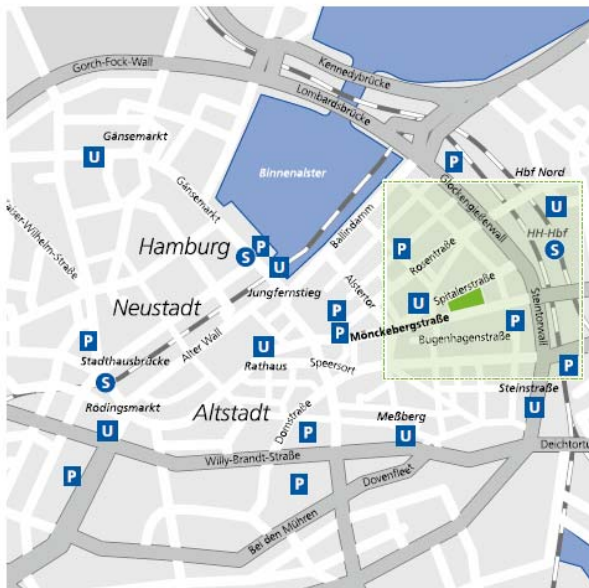 Kennedybrücke
Gorch-Fock-Wall
Lombardsbrücke
Gänsemarkt
U
P
Hbf Nord
Binnenalster
Glockengießerwall
Gänsemarkt
U
Kaiser-Wilhelm-Straße
HH-Hbf
Ballindamm
Rosenstraße
P
Hamburg
P
S
S
U
Alstertor
Jungfernstieg
Spitalerstraße
U
Neustadt
P
Steintorwall
P
P
Mönckebergstraße
P
Alter Wall
Bugenhagenstraße
U
Stadthausbrücke
Rathaus
Speersort
P
S
Steinstraße
Rödingsmarkt
Altstadt
U
Meßberg
Domstraße
U
P
U
Deichtortu
Willy-Brandt-Straße
P
P
Dovenfleet
Bei den Mühren